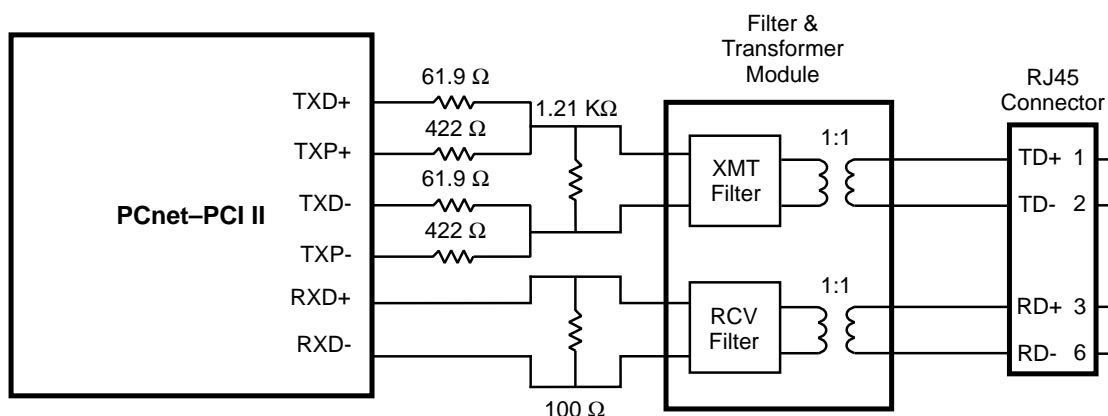 Filter &
Transformer
Module
RJ45
Connector
61.9 Ω
TXD+
1.21 KΩ
422 Ω
1:1
TXP+
XMT
Filter
TD+ 1
61.9 Ω
TXD-
TD- 2
PCnet–PCI II
422 Ω
TXP-
1:1
RXD+
RCV
Filter
RD+ 3
RXD-
RD- 6
100 Ω